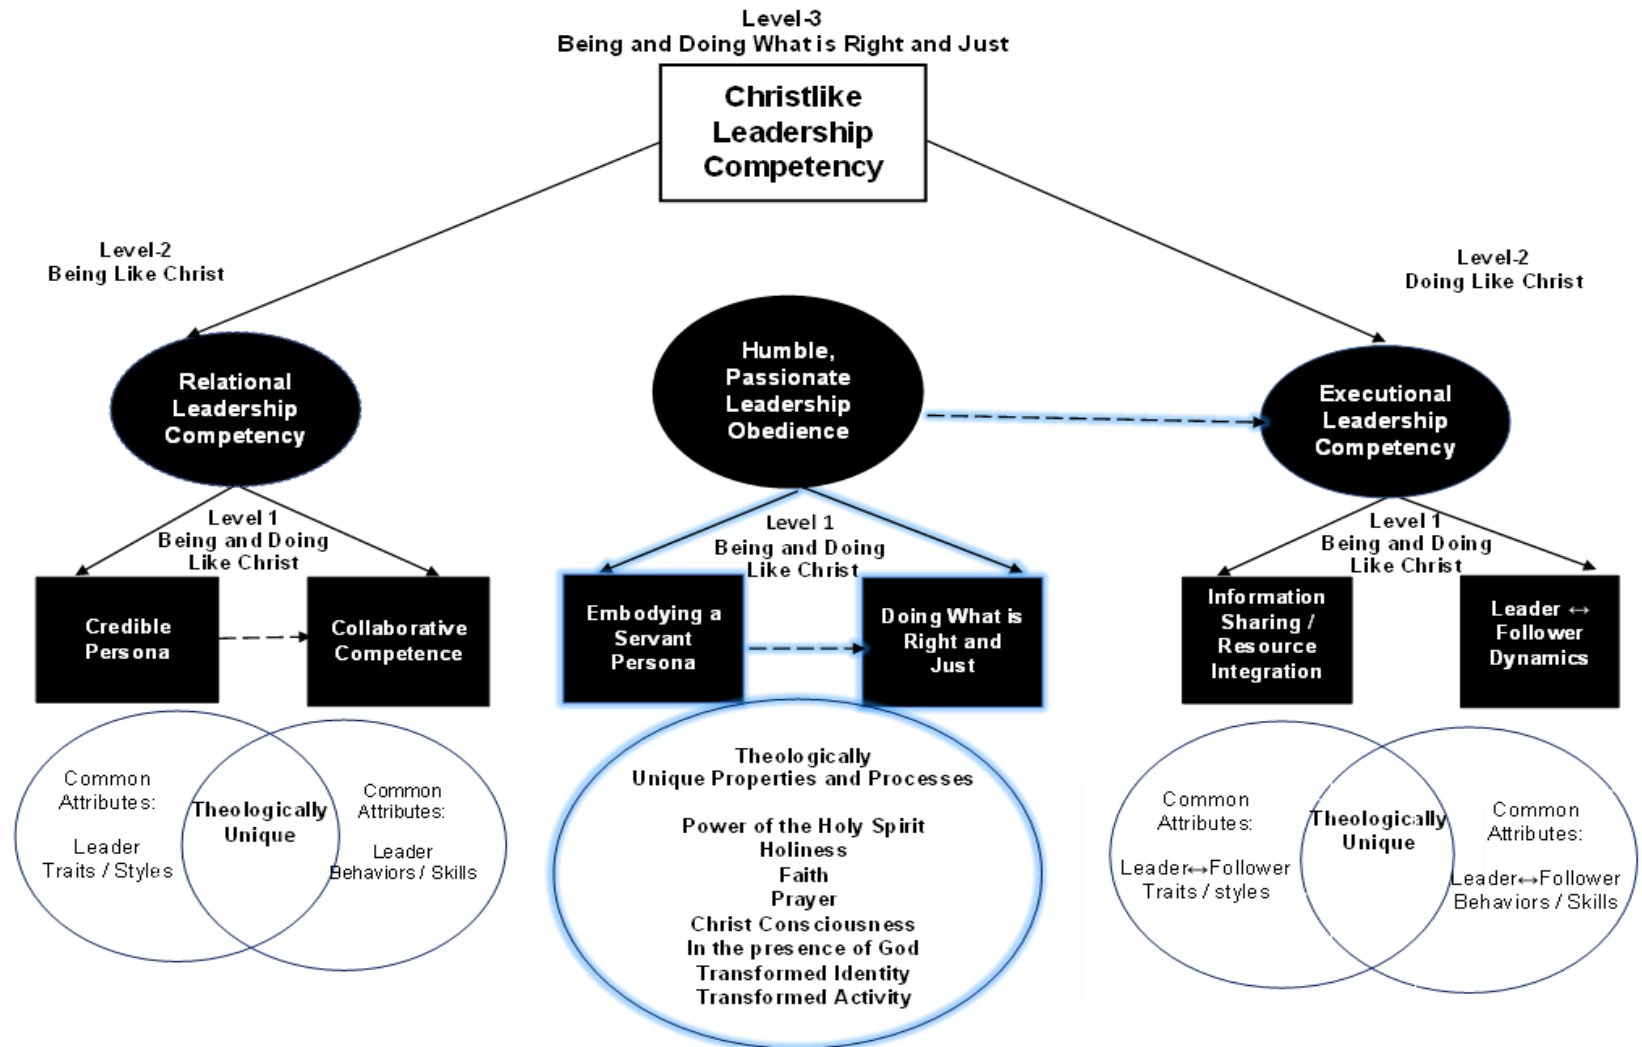 Level-3
Being and Doing What is Right and Just
Christlike
Leadership
Competency
Level-2
Being Like Christ
Level-2
Doing Like Christ
Relational
Leadership
Competency
Humble,
Passionate
Leadership
Obedience
Executional
Leadership
Competency
Level 1
Being and Doing
Like Christ
Level 1
Being and Doing
Like Christ
Level 1
Being and Doing
Like Christ
Credible
Persona
Collaborative
Competence
Embodying a
Servant
Persona
Doing What is
Right and
Just
Information
Sharing /
Resource
Integration
Leader ↔
Follower
Dynamics
Common
Attributes:
Leader
Traits / Styles
Theologically
Unique
Common
Attributes:
Leader
Behaviors / Skills
Theologically
Unique Properties and Processes
Power of the Holy Spirit
Holiness
Faith
Prayer
Christ Consciousness
In the presence of God
Transformed Identity
Transformed Activity
Common
Attributes:
Leader↔Follower
Traits / styles
Theologically
Unique
Common
Attributes:
Leader↔Follower
Behaviors / Skills